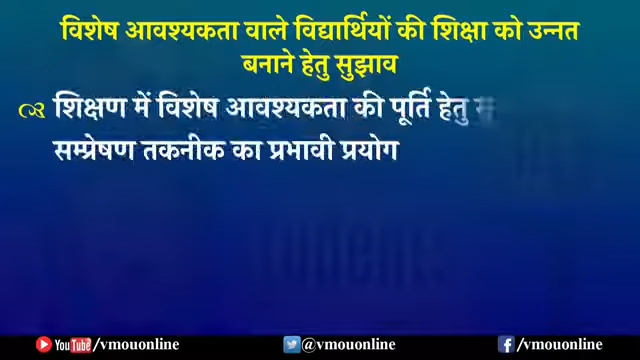 विशेष आवश्यकता वाले विद्यार्थियों की शिक्षा को उन्नत
बनाने हेतु सुझाव
शिक्षण में विशेष आवश्यकता की पूर्ति हेतु
सम्प्रेषण तकनीक का प्रभावी प्रयोग
YouTube/vmouonline
@vmouonline
f/vmouonline